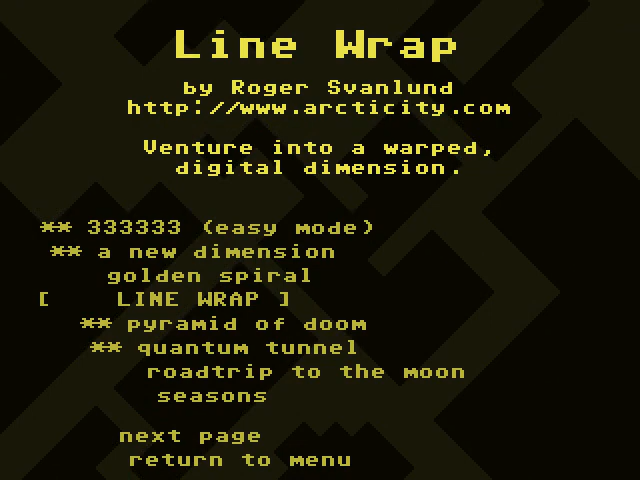 Line Wrap
by Roger Svanlund
http://www.arcticity.com
Venture into a warped,
digital dimension.
** 333333 (easy mode)
** a new dimension
golden spiral
[ LINE WRAP ]
** pyramid of doom
** quantum tunnel
roadtrip to the moon
seasons
next page
return to menu